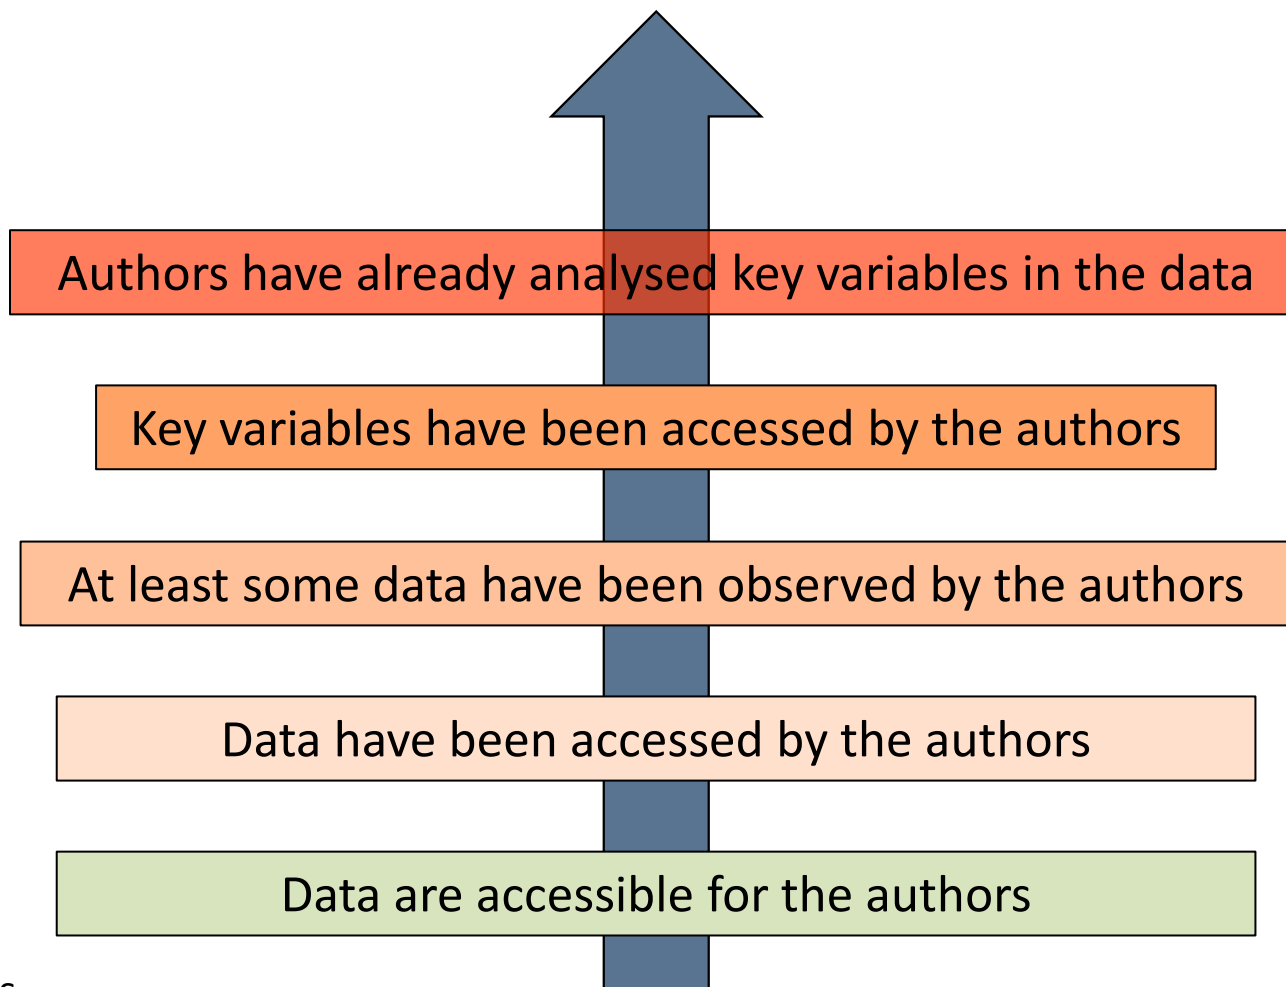 Authors have already analysed key variables in the data
Key variables have been accessed by the authors
At least some data have been observed by the authors
Data have been accessed by the authors
Data are accessible for the authors